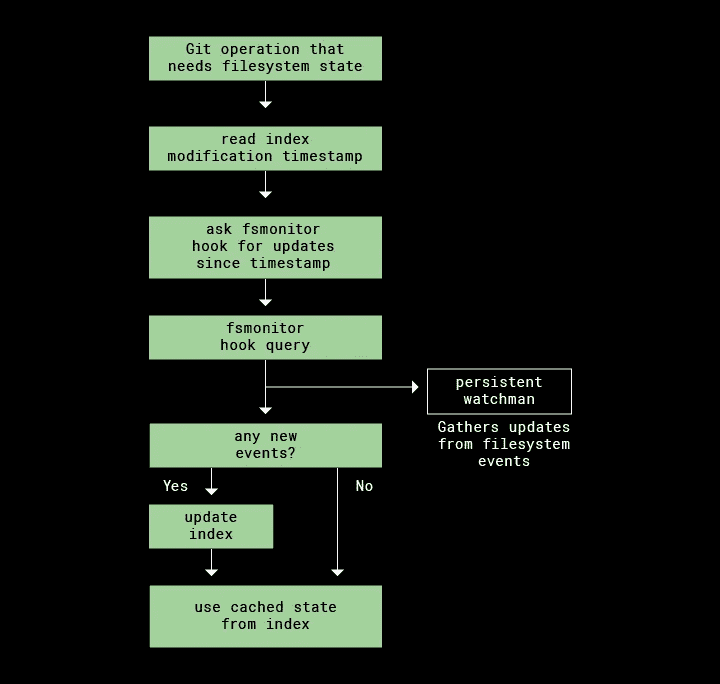 Git operation that
needs filesystem state
read index
modification timestamp
ask fsmonitor
hook for updates
since timestamp
fsmonitor
hook query
persistent
watchman
Gathers updates
from filesystem
events
any new
events?
Yes
No
update
index
use cached state
from index